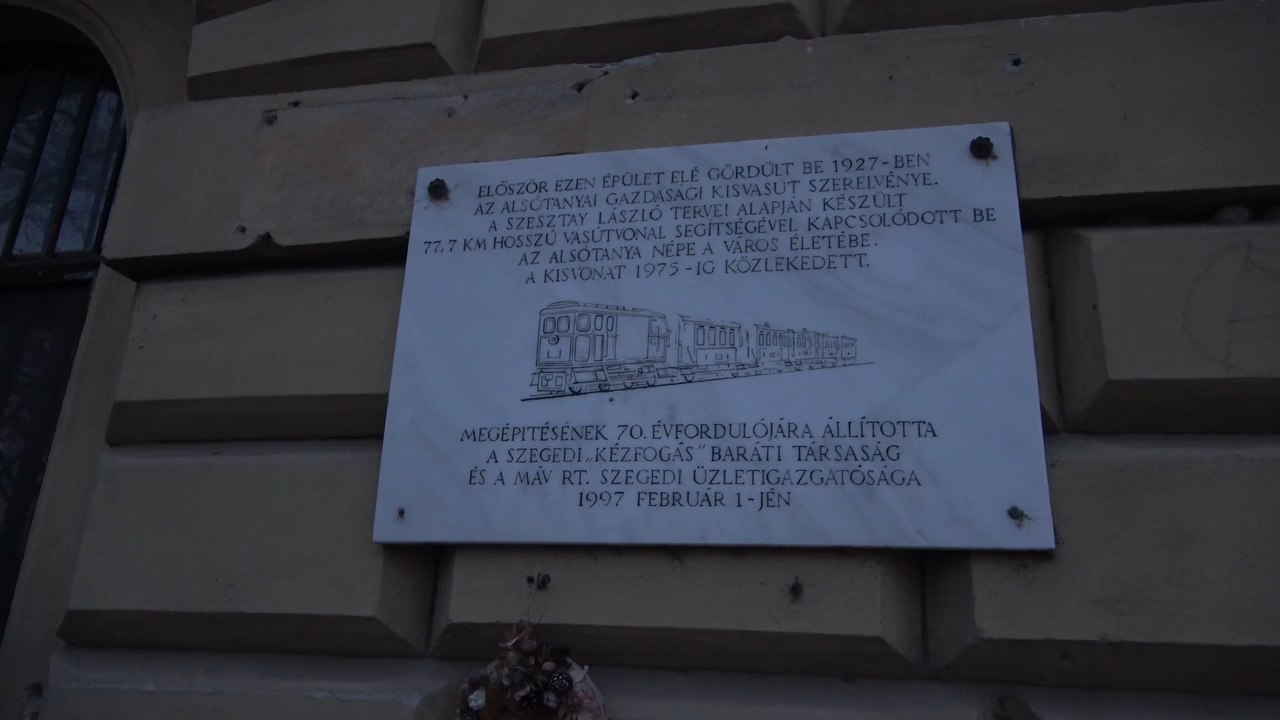 ELŐSZÖR EZEN ÉPÜLET ELÉ GÖRDÜLT BE 1927-BEN
AZ ALSÓTANYAI GAZDASÁGI KISVASUT SZERELVÉNYE.
A SZESZTAY LÁSZLÓ TERVEI ALAPJÁN KÉSZÜLT
77,7 KM HOSSZÚ VASÚTVONAL SEGÍTSÉGÉVEL KAPCSOLÓDOTT BE
AZ ALSÓTANYA NÉPE A VÁROS ÉLETÉBE.
A KISVONAT 1975-IG KÖZLEKEDETT.
MEGÉPITÉSÉNEK 70. ÉVFORDULÓJÁRA ÁLLÍTOTTA
A SZEGEDI „KÉZFOGÁS" BARÁTI TÁRSASÁG
ÉS A MÁV RT. SZEGEDI ÜZLETIGAZGATÓSÁGA
1997 FEBRUÁR 1-JÉN